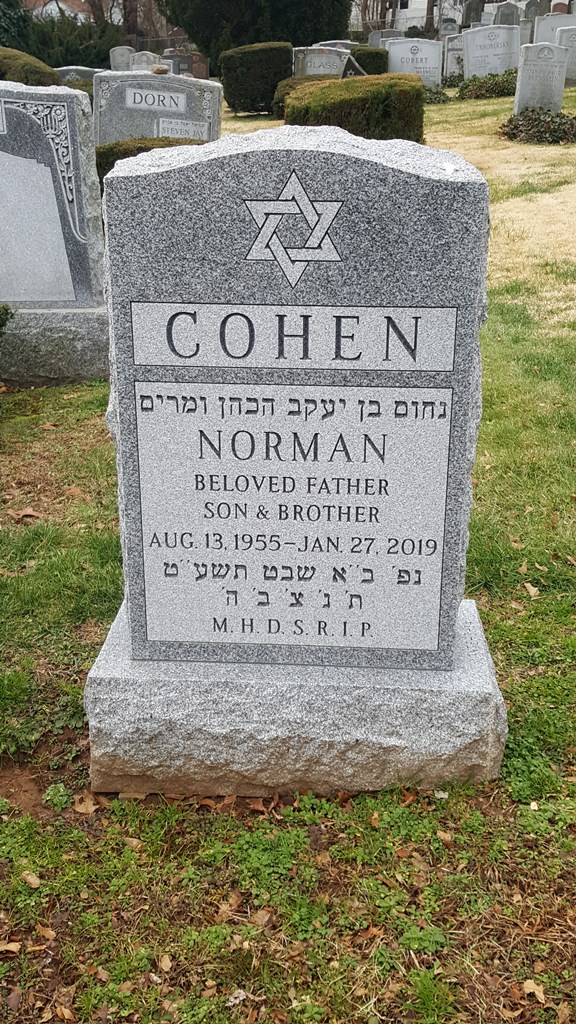 COHEN
נחום בן יעקב הכהן ומרים
NORMAN
BELOVED FATHER
SON & BROTHER
AUG. 13, 1955–JAN. 27, 2019
נפ' כ״א שבט תשע״ט
ת' נ' צ' ב' ה'
M. H. D. S. R. I. P.
DORN
STEVEN JAY
GLASS
COBERT